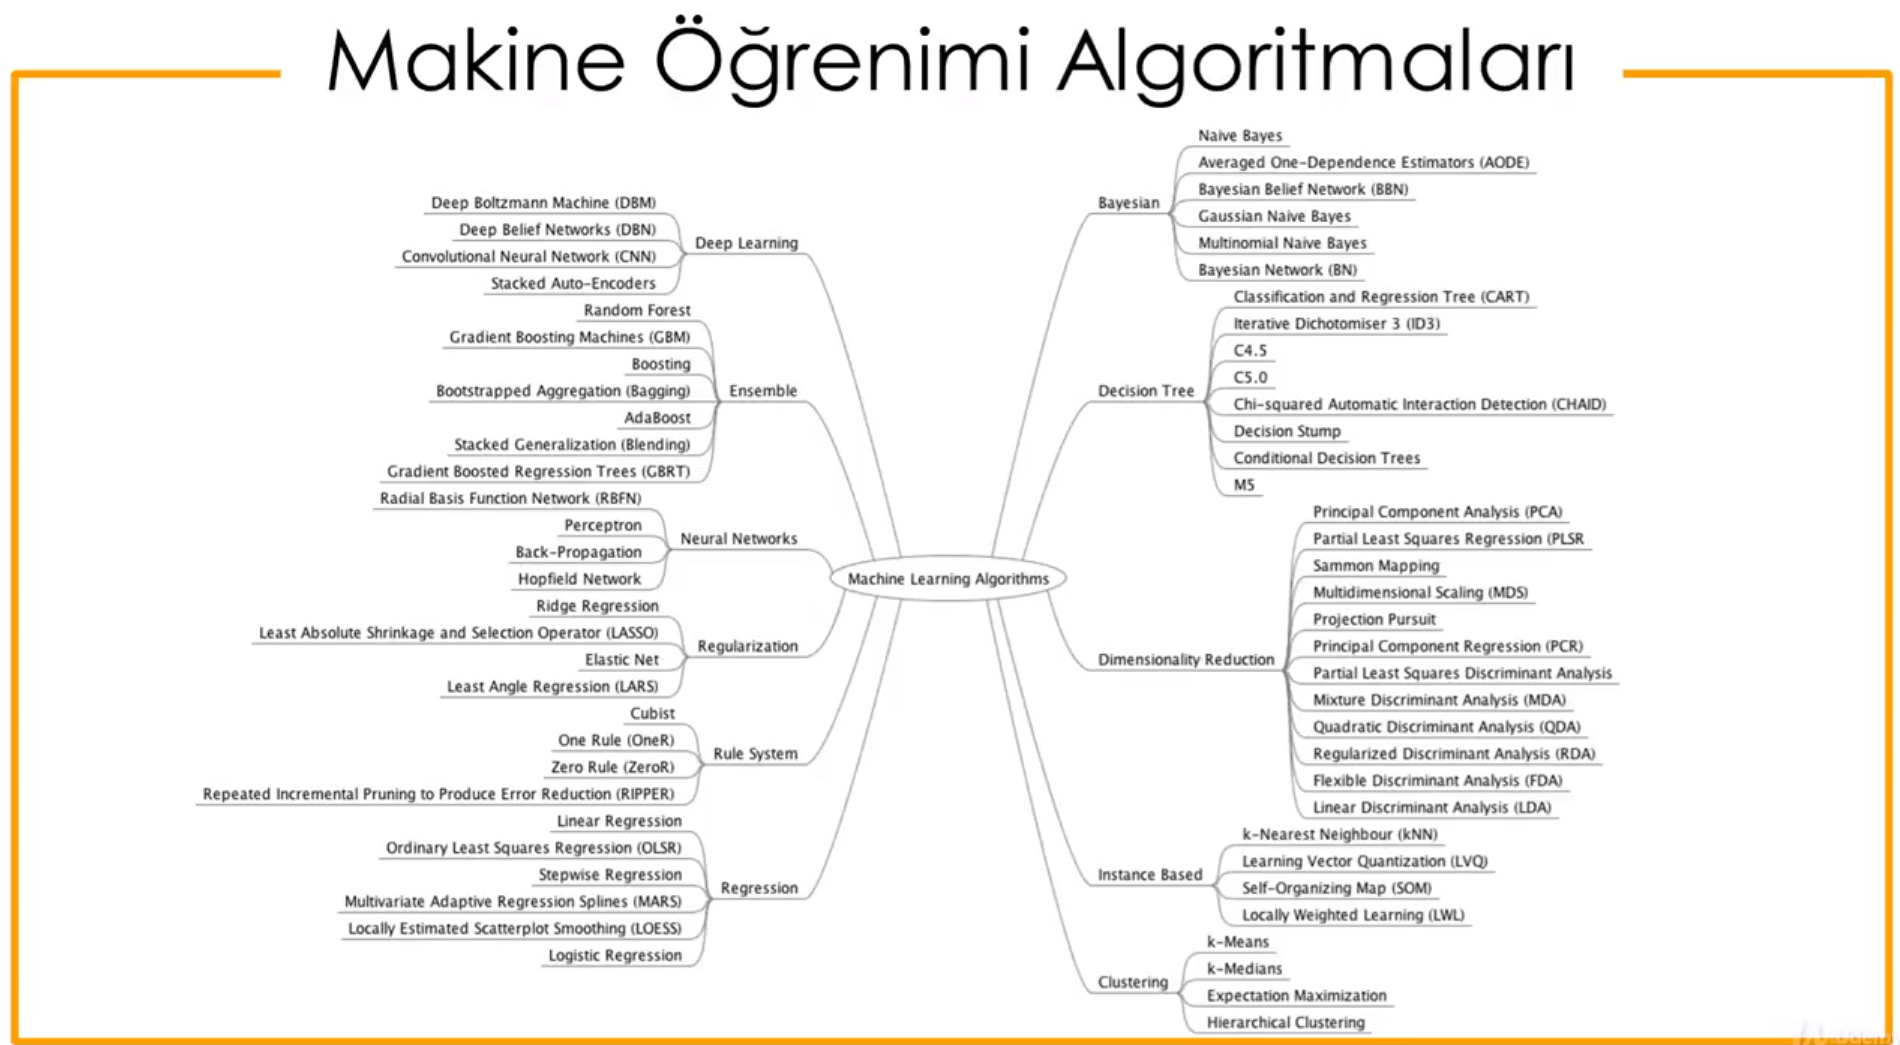 Makine Öğrenimi Algoritmaları
Deep Boltzmann Machine (DBM)
Deep Belief Networks (DBN)
Convolutional Neural Network (CNN)
Stacked Auto-Encoders
Deep Learning
Random Forest
Gradient Boosting Machines (GBM)
Boosting
Bootstrapped Aggregation (Bagging)
AdaBoost
Stacked Generalization (Blending)
Gradient Boosted Regression Trees (GBRT)
Ensemble
Radial Basis Function Network (RBFN)
Perceptron
Back-Propagation
Hopfield Network
Neural Networks
Ridge Regression
Least Absolute Shrinkage and Selection Operator (LASSO)
Elastic Net
Least Angle Regression (LARS)
Regularization
Cubist
One Rule (OneR)
Zero Rule (ZeroR)
Repeated Incremental Pruning to Produce Error Reduction (RIPPER)
Rule System
Linear Regression
Ordinary Least Squares Regression (OLSR)
Stepwise Regression
Multivariate Adaptive Regression Splines (MARS)
Locally Estimated Scatterplot Smoothing (LOESS)
Logistic Regression
Regression
Machine Learning Algorithms
Bayesian
Naive Bayes
Averaged One-Dependence Estimators (AODE)
Bayesian Belief Network (BBN)
Gaussian Naive Bayes
Multinomial Naive Bayes
Bayesian Network (BN)
Decision Tree
Classification and Regression Tree (CART)
Iterative Dichotomiser 3 (ID3)
C4.5
C5.0
Chi-squared Automatic Interaction Detection (CHAID)
Decision Stump
Conditional Decision Trees
M5
Dimensionality Reduction
Principal Component Analysis (PCA)
Partial Least Squares Regression (PLSR
Sammon Mapping
Multidimensional Scaling (MDS)
Projection Pursuit
Principal Component Regression (PCR)
Partial Least Squares Discriminant Analysis
Mixture Discriminant Analysis (MDA)
Quadratic Discriminant Analysis (QDA)
Regularized Discriminant Analysis (RDA)
Flexible Discriminant Analysis (FDA)
Linear Discriminant Analysis (LDA)
Instance Based
k-Nearest Neighbour (kNN)
Learning Vector Quantization (LVQ)
Self-Organizing Map (SOM)
Locally Weighted Learning (LWL)
Clustering
k-Means
k-Medians
Expectation Maximization
Hierarchical Clustering